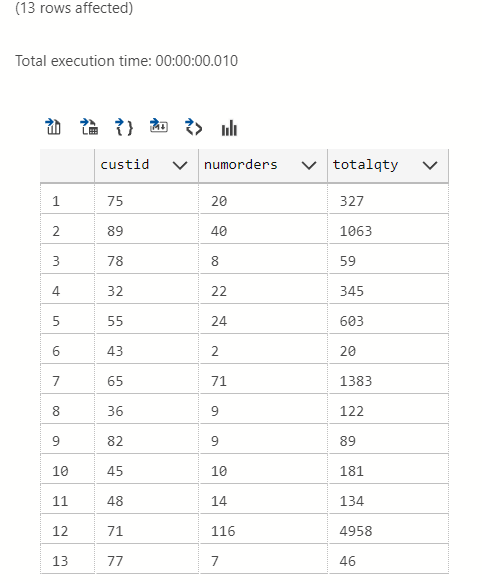 (13 rows affected)
Total execution time: 00:00:00.010
custid numorders totalqty
1 75 20 327
2 89 40 1063
3 78 8 59
4 32 22 345
5 55 24 603
6 43 2 20
7 65 71 1383
8 36 9 122
9 82 9 89
10 45 10 181
11 48 14 134
12 71 116 4958
13 77 7 46